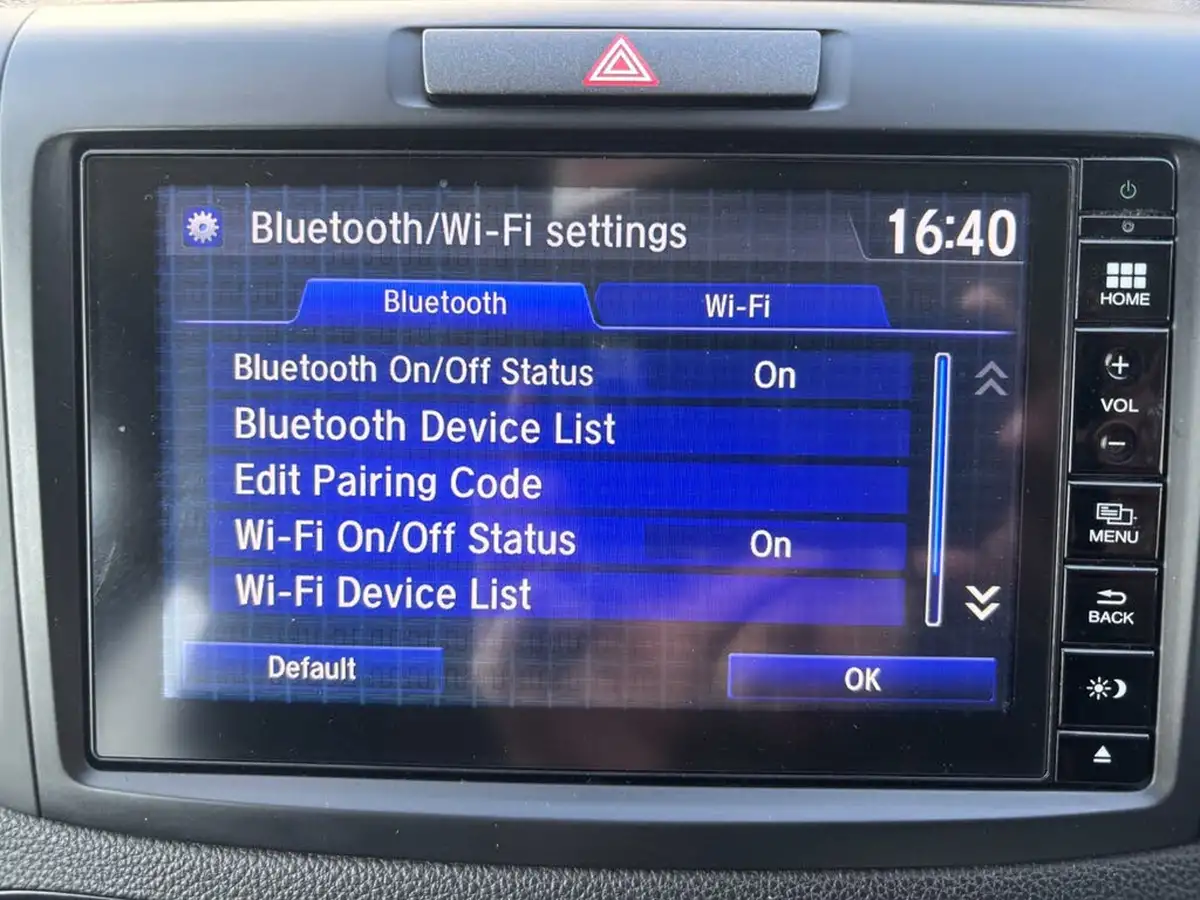 Bluetooth/Wi-Fi settings
16:40
Bluetooth
Wi-Fi
Bluetooth On/Off Status On
Bluetooth Device List
Edit Pairing Code
Wi-Fi On/Off Status On
Wi-Fi Device List
Default
OK
HOME
+
VOL
−
MENU
BACK